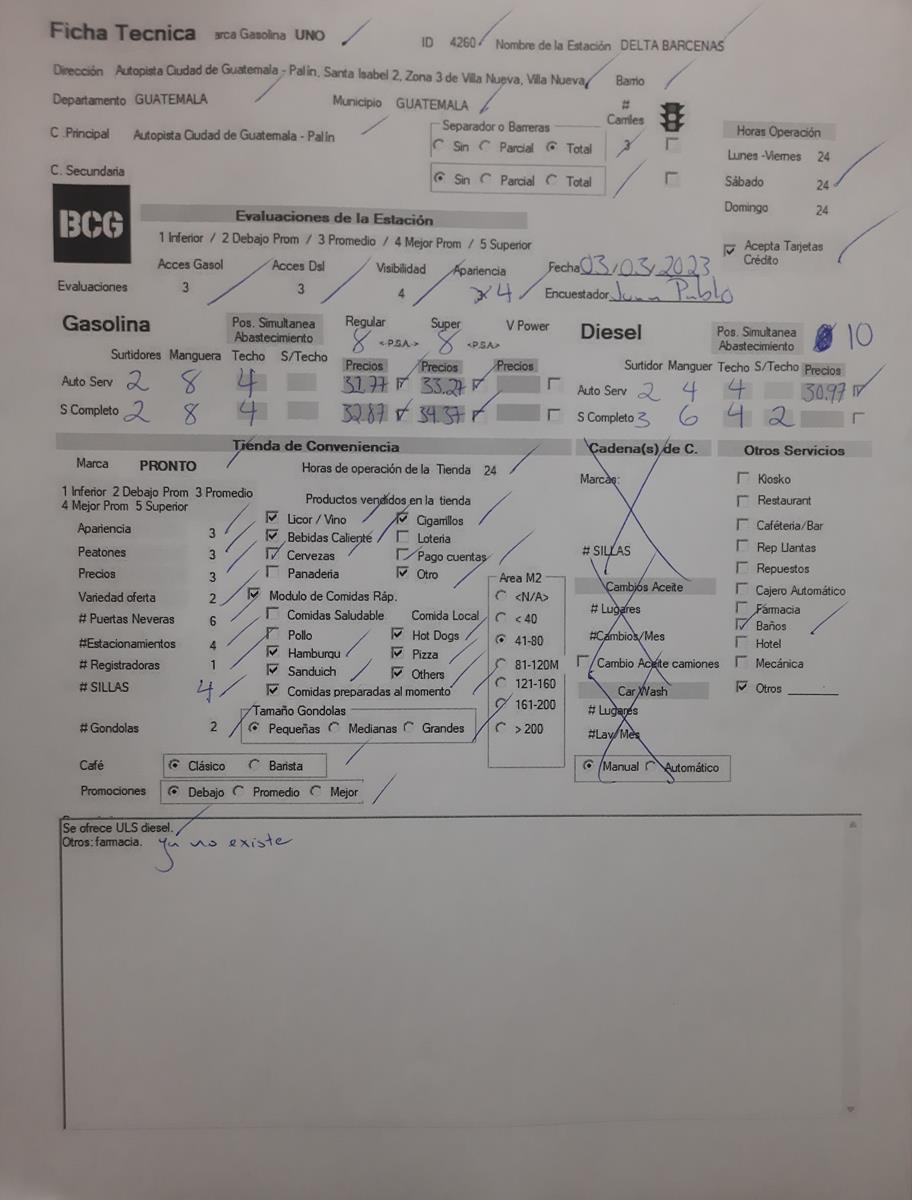 Ficha Tecnica arca Gasolina UNO ID 4260 Nombre de la Estación DELTA BARCENAS
Dirección Autopista Ciudad de Guatemala - Palín, Santa Isabel 2, Zona 3 de Villa Nueva, Villa Nueva, Barrio
Departamento GUATEMALA Municipio GUATEMALA # Carriles
C .Principal Autopista Ciudad de Guatemala - Palín Separador o Barreras Sin Parcial Total 3 Horas Operación
Lunes -Viernes 24
C. Secundaria Sin Parcial Total Sábado 24
Domingo 24
BCG Evaluaciones de la Estación
1 Inferior / 2 Debajo Prom / 3 Promedio / 4 Mejor Prom / 5 Superior Acepta Tarjetas Crédito
Acces Gasol Acces Dsl Visibilidad Apariencia Fecha 03/03/2023
Evaluaciones 3 3 4 4 Encuestador Juan Pablo
Gasolina Pos. Simultanea Abastecimiento Regular 8 <-P.S.A.-> Super 8 <-P.S.A.-> V Power Diesel Pos. Simultanea Abastecimiento 10
Surtidores Manguera Techo S/Techo Precios Precios Precios Surtidor Manguer Techo S/Techo Precios
Auto Serv 2 8 4 31.77 33.27 Auto Serv 2 4 4 30.97
S Completo 2 8 4 32.87 34.37 S Completo 3 6 4 2
Tienda de Conveniencia Cadena(s) de C. Otros Servicios
Marca PRONTO Horas de operación de la Tienda 24 Marcas: Kiosko
1 Inferior 2 Debajo Prom 3 Promedio
4 Mejor Prom 5 Superior Productos vendidos en la tienda Restaurant
Apariencia 3 Licor / Vino Cigarrillos Caféteria/Bar
Bebidas Caliente Loteria
Peatones 3 Cervezas Pago cuentas # SILLAS Rep Llantas
Precios 3 Panaderia Otro Area M2 Repuestos
Variedad oferta 2 Modulo de Comidas Ráp. <N/A> Cambios Aceite Cajero Automático
# Puertas Neveras 6 Comidas Saludable Comida Local < 40 # Lugares Fármacia
Baños
#Estacionamientos 4 Pollo Hot Dogs 41-80 #Cambios/Mes Hotel
# Registradoras 1 Hamburqu Pizza 81-120M Cambio Aceite camiones Mecánica
# SILLAS 4 Sanduich Others 121-160 Car Wash Otros
Comidas preparadas al momento 161-200 # Lugares
Tamaño Gondolas
# Gondolas 2 Pequeñas Medianas Grandes > 200 #Lav/Mes
Café Clásico Barista Manual Automático
Promociones Debajo Promedio Mejor
Se ofrece ULS diesel.
Otros: farmacia. ya no existe